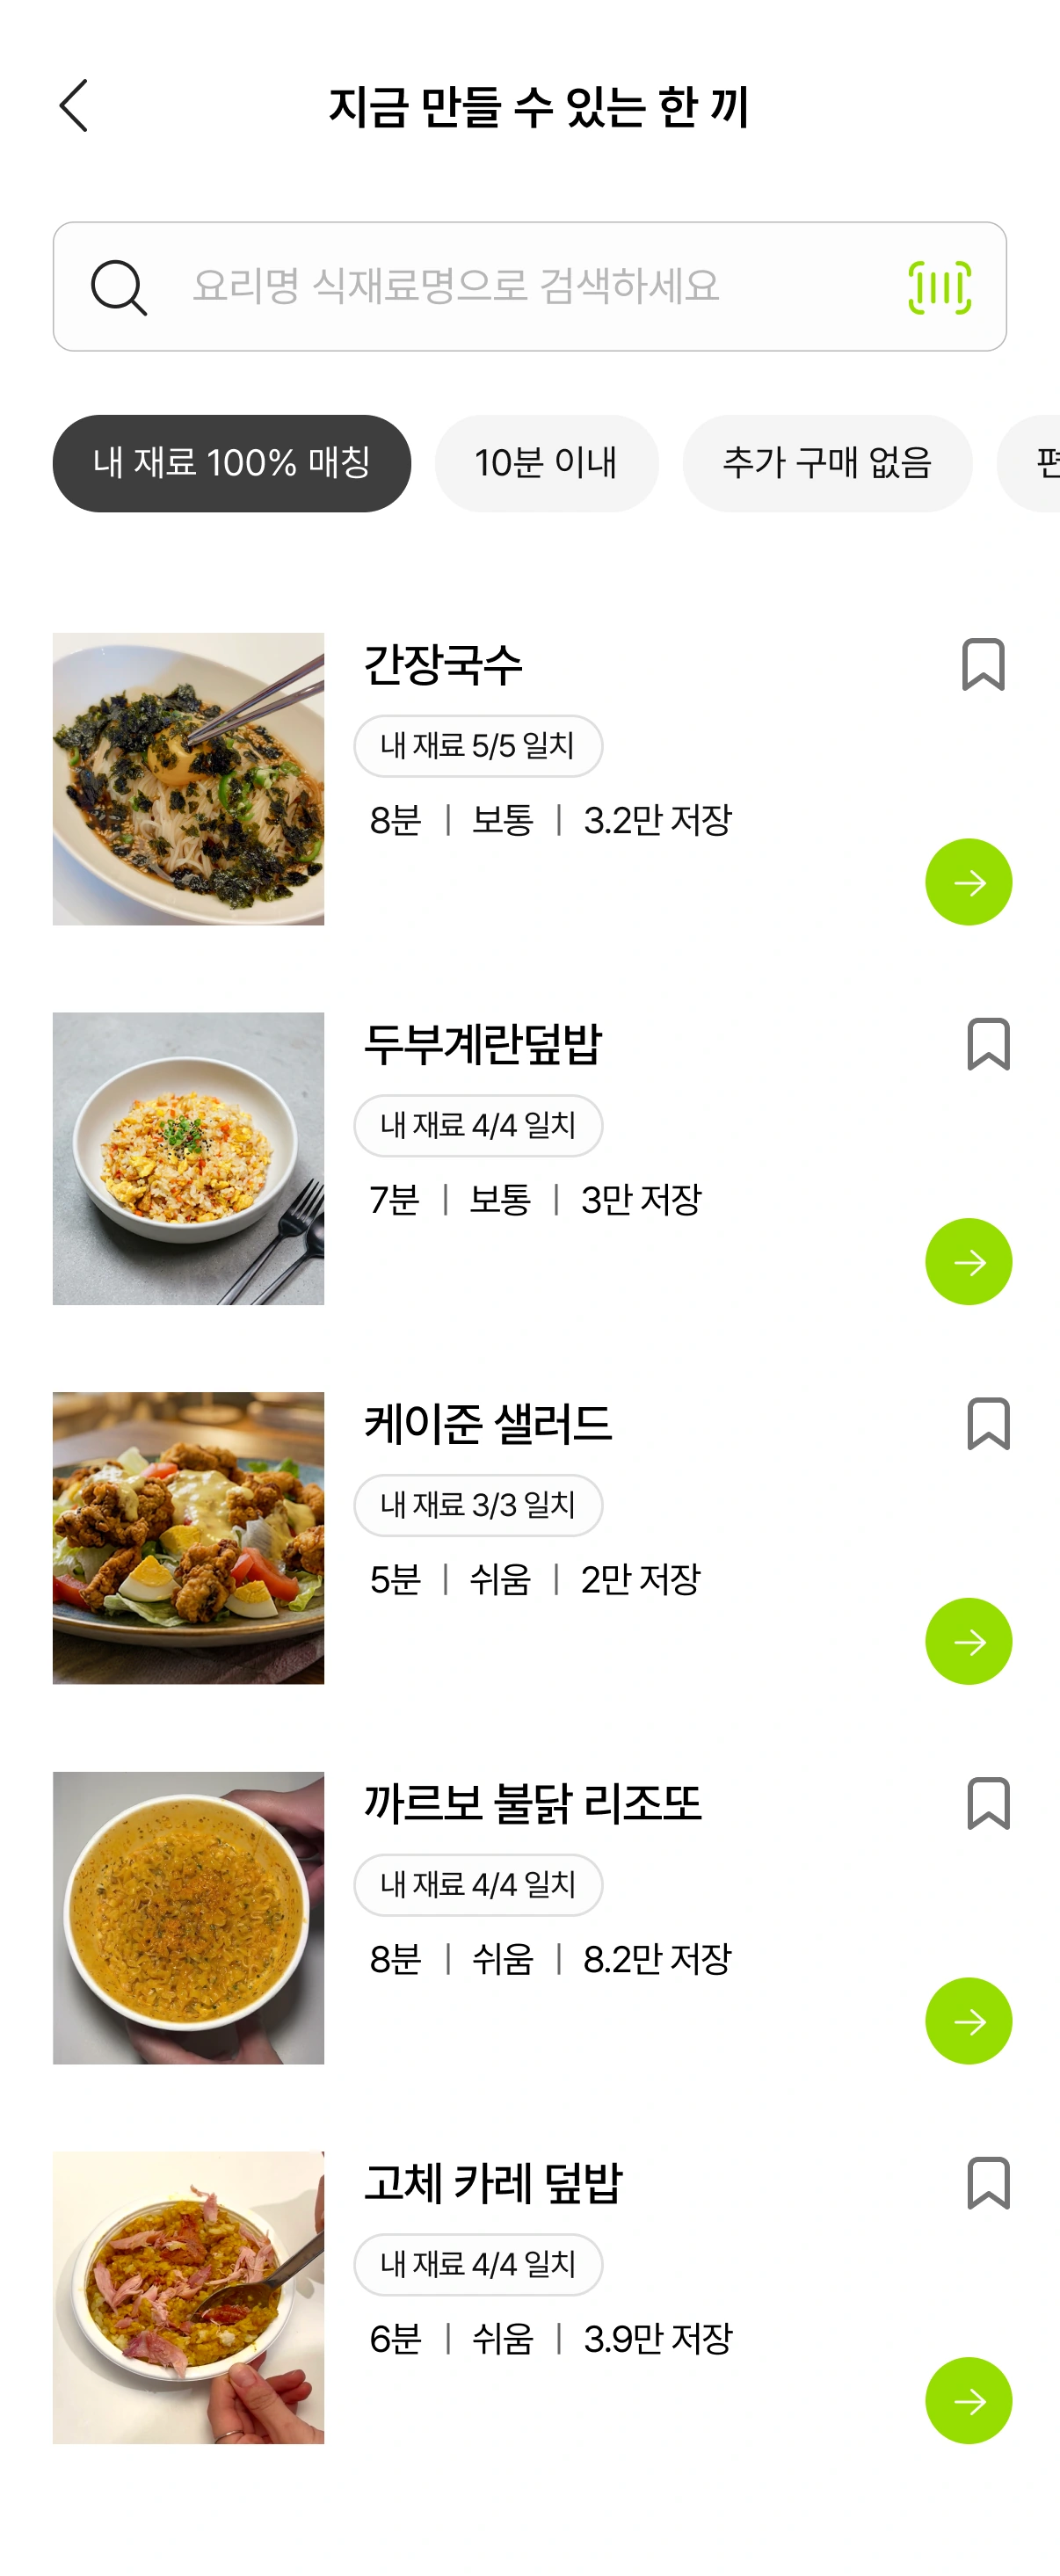 지금 만들 수 있는 한 끼
요리명 식재료명으로 검색하세요
내 재료 100% 매칭
10분 이내
추가 구매 없음
간장국수
내 재료 5/5 일치
8분 | 보통 | 3.2만 저장
두부계란덮밥
내 재료 4/4 일치
7분 | 보통 | 3만 저장
케이준 샐러드
내 재료 3/3 일치
5분 | 쉬움 | 2만 저장
까르보 불닭 리조또
내 재료 4/4 일치
8분 | 쉬움 | 8.2만 저장
고체 카레 덮밥
내 재료 4/4 일치
6분 | 쉬움 | 3.9만 저장